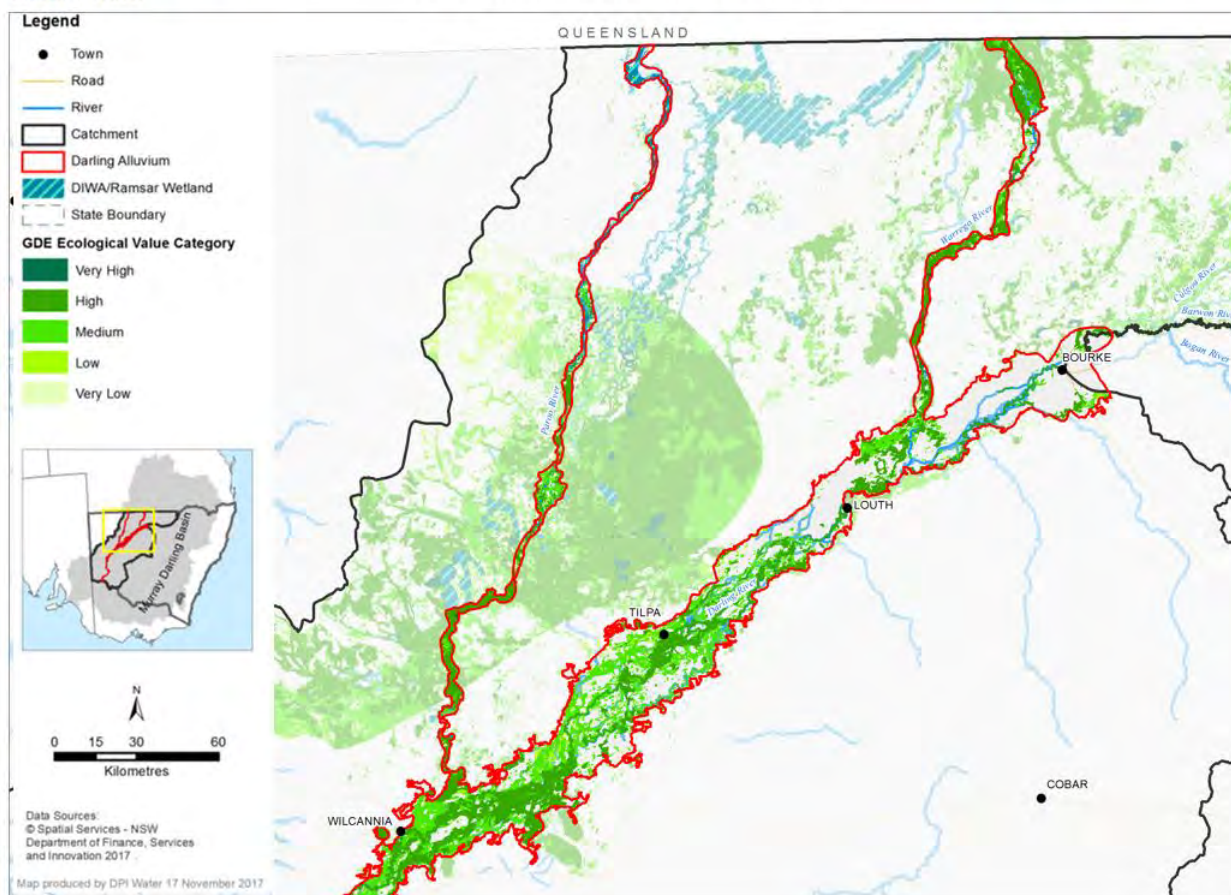 Legend
Town
Road
River
Catchment
Darling Alluvium
DIWA/Ramsar Wetland
State Boundary
GDE Ecological Value Category
Very High
High
Medium
Low
Very Low
Murray Darling Basin
N
0 15 30 60
Kilometres
Data Sources:
© Spatial Services - NSW
Department of Finance, Services
and Innovation 2017
Map produced by DPI Water 17 November 2017
QUEENSLAND
Warrego River
Culgoa River
Barwon River
Bogan River
BOURKE
Paroo River
LOUTH
Darling River
TILPA
COBAR
WILCANNIA